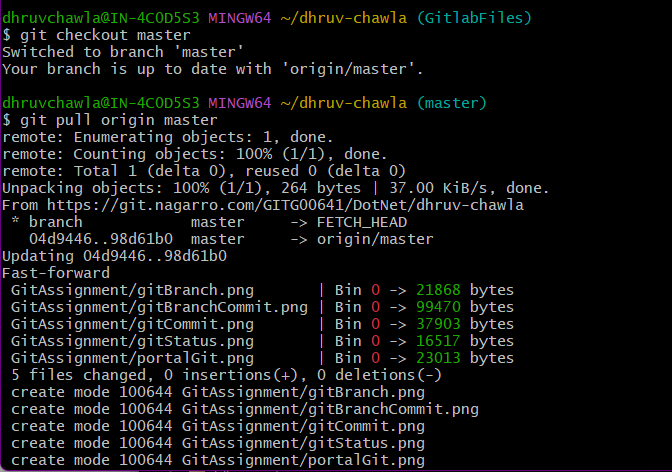 dhruvchawla@IN-4COD5S3 MINGW64 ~/dhruv-chawla (GitlabFiles)
$ git checkout master
Switched to branch 'master'
Your branch is up to date with 'origin/master'.
dhruvchawla@IN-4COD5S3 MINGW64 ~/dhruv-chawla (master)
$ git pull origin master
remote: Enumerating objects: 1, done.
remote: Counting objects: 100% (1/1), done.
remote: Total 1 (delta 0), reused 0 (delta 0)
Unpacking objects: 100% (1/1), 264 bytes | 37.00 KiB/s, done.
From https://git.nagarro.com/GITG00641/DotNet/dhruv-chawla
 * branch            master     -> FETCH_HEAD
   04d9446..98d61b0  master     -> origin/master
Updating 04d9446..98d61b0
Fast-forward
 GitAssignment/gitBranch.png       | Bin 0 -> 21868 bytes
 GitAssignment/gitBranchCommit.png | Bin 0 -> 99470 bytes
 GitAssignment/gitCommit.png       | Bin 0 -> 37903 bytes
 GitAssignment/gitStatus.png       | Bin 0 -> 16517 bytes
 GitAssignment/portalGit.png       | Bin 0 -> 23013 bytes
 5 files changed, 0 insertions(+), 0 deletions(-)
 create mode 100644 GitAssignment/gitBranch.png
 create mode 100644 GitAssignment/gitBranchCommit.png
 create mode 100644 GitAssignment/gitCommit.png
 create mode 100644 GitAssignment/gitStatus.png
 create mode 100644 GitAssignment/portalGit.png